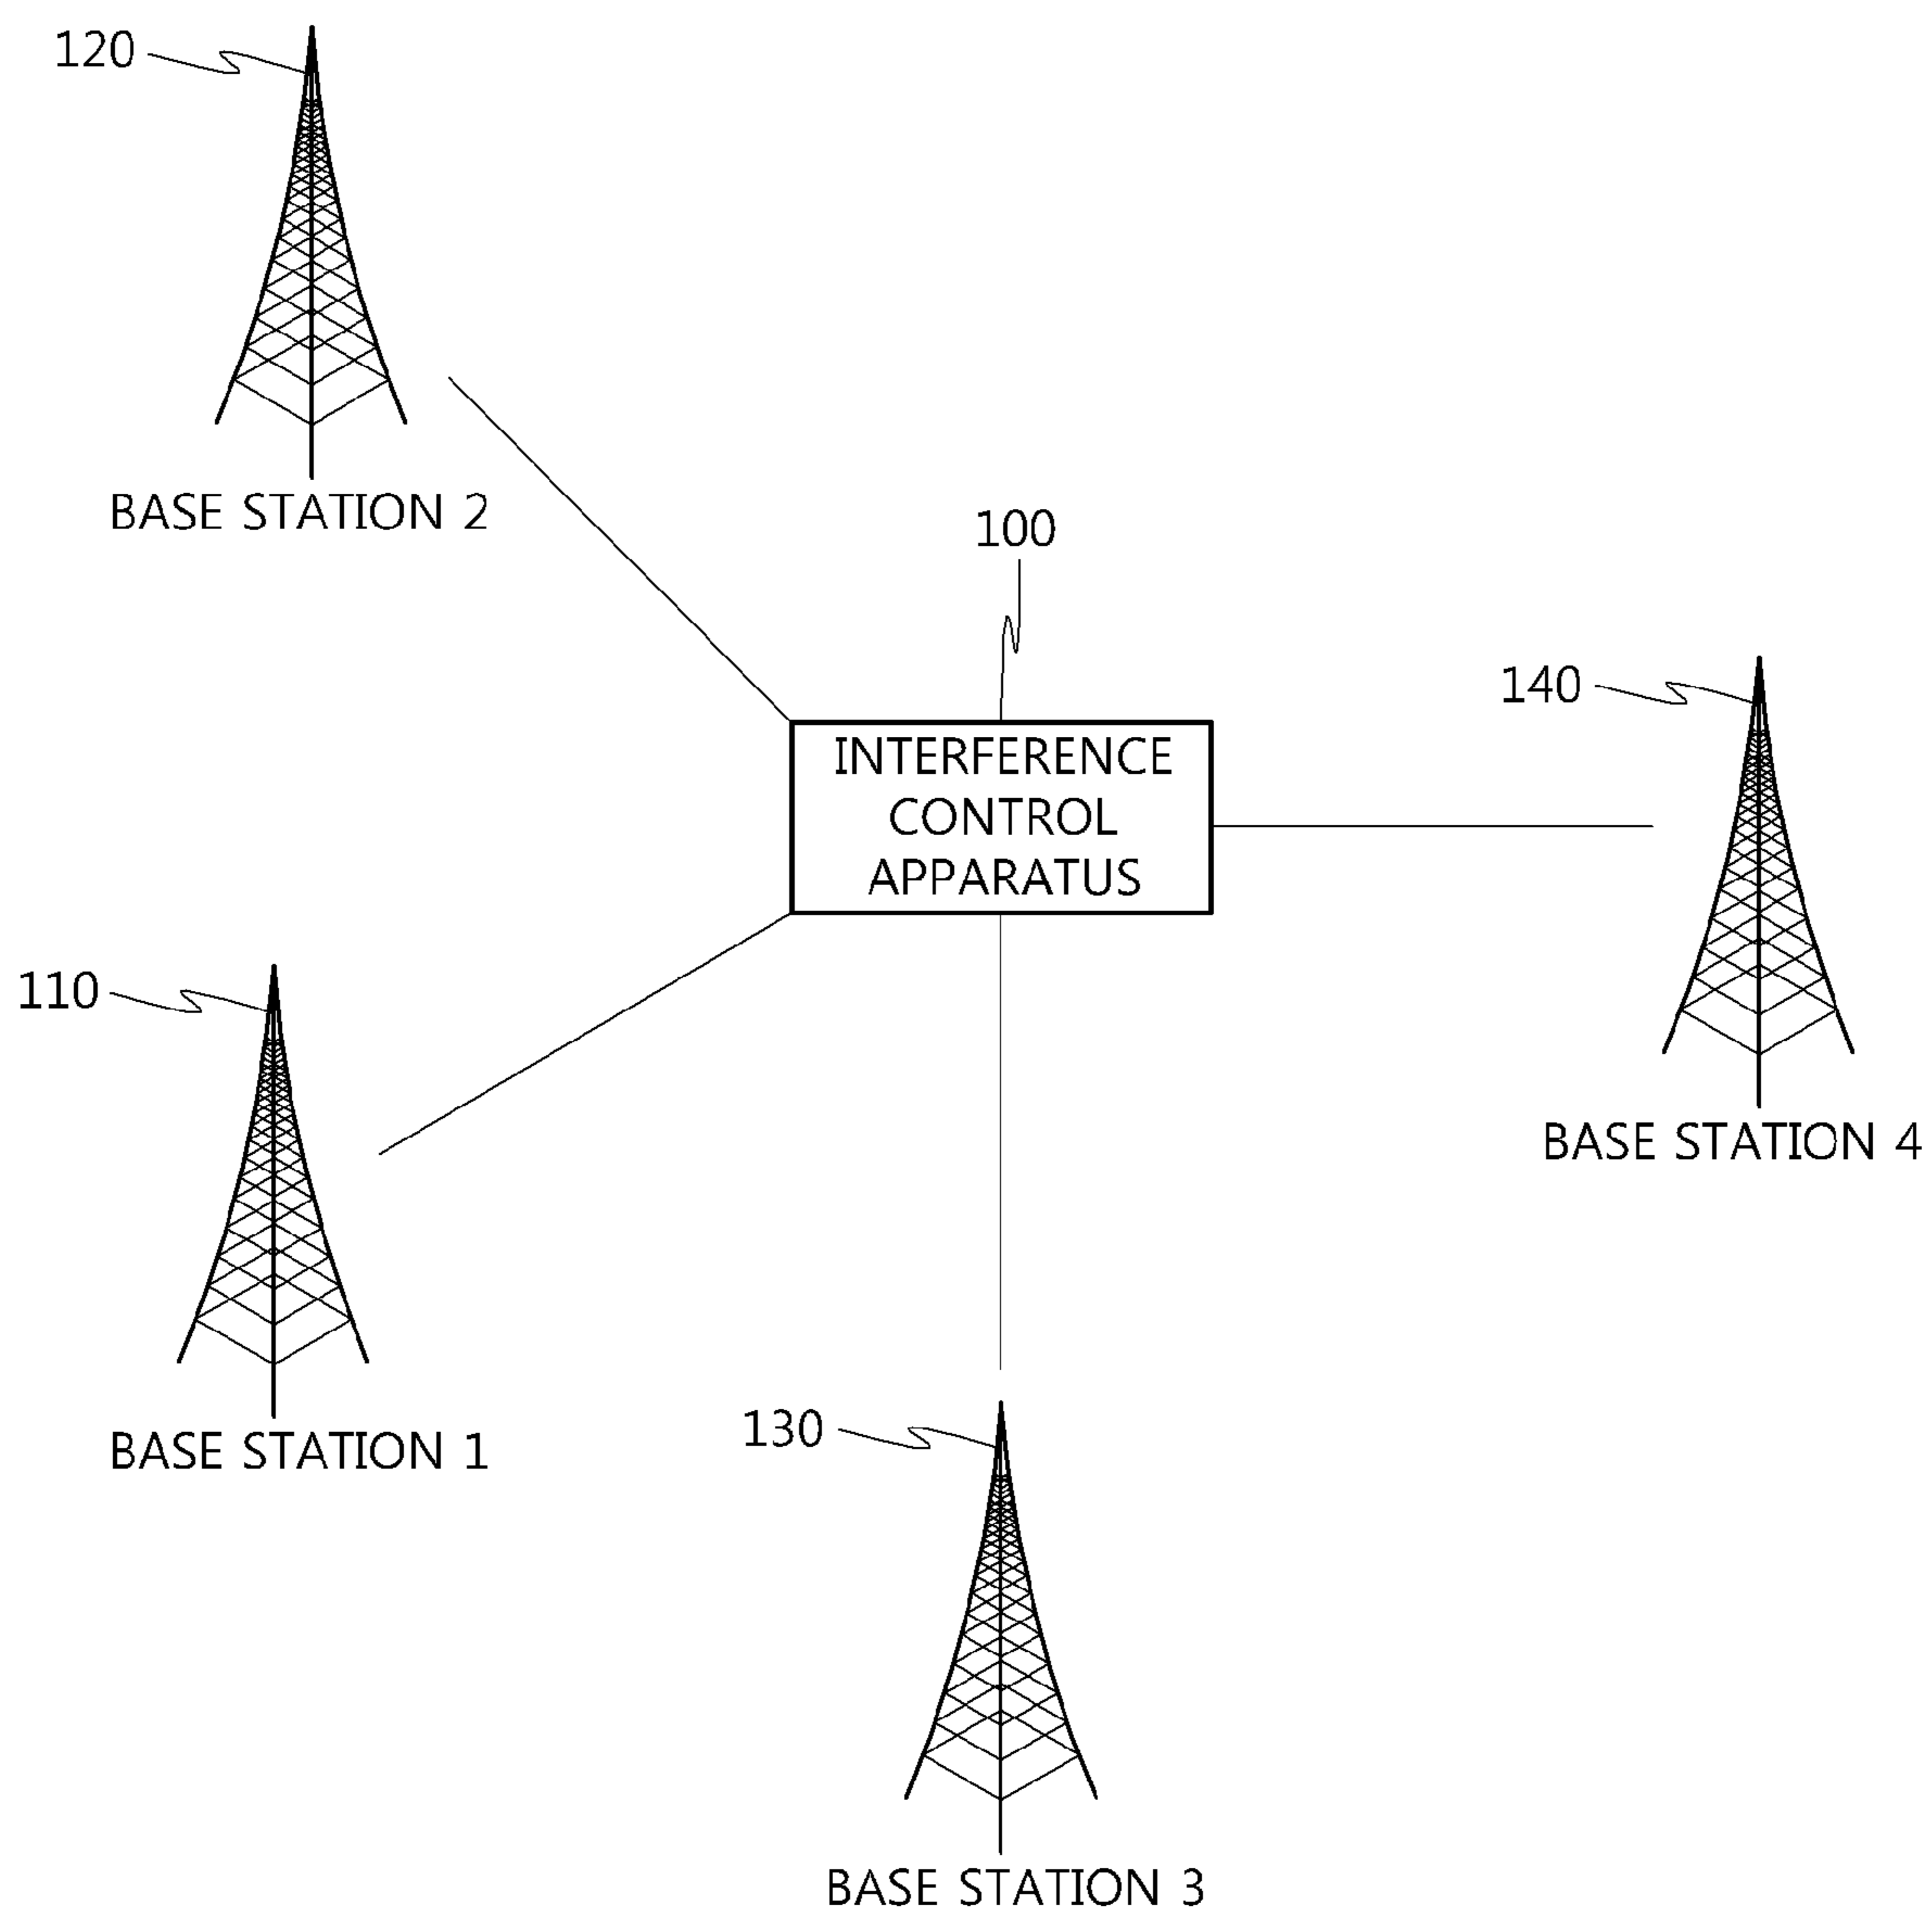 120
BASE STATION 2
100
INTERFERENCE
CONTROL
APPARATUS
140
BASE STATION 4
110
BASE STATION 1
130
BASE STATION 3